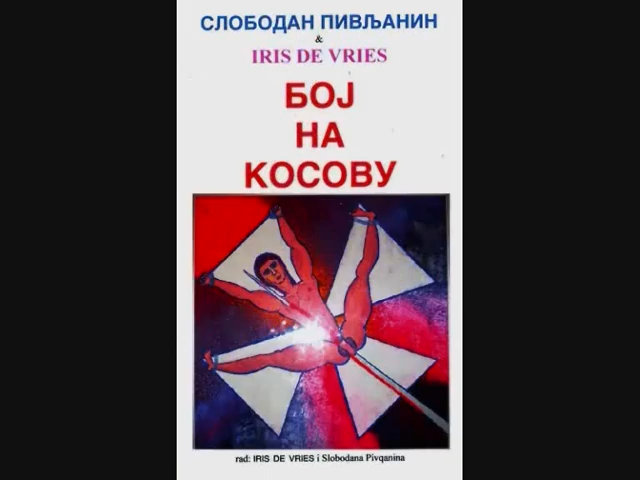 СЛОБОДАН ПИВЉАНИН
&
IRIS DE VRIES
БОЈ
НА
КОСОВУ
rad: IRIS DE VRIES i Slobodana Pivqanina